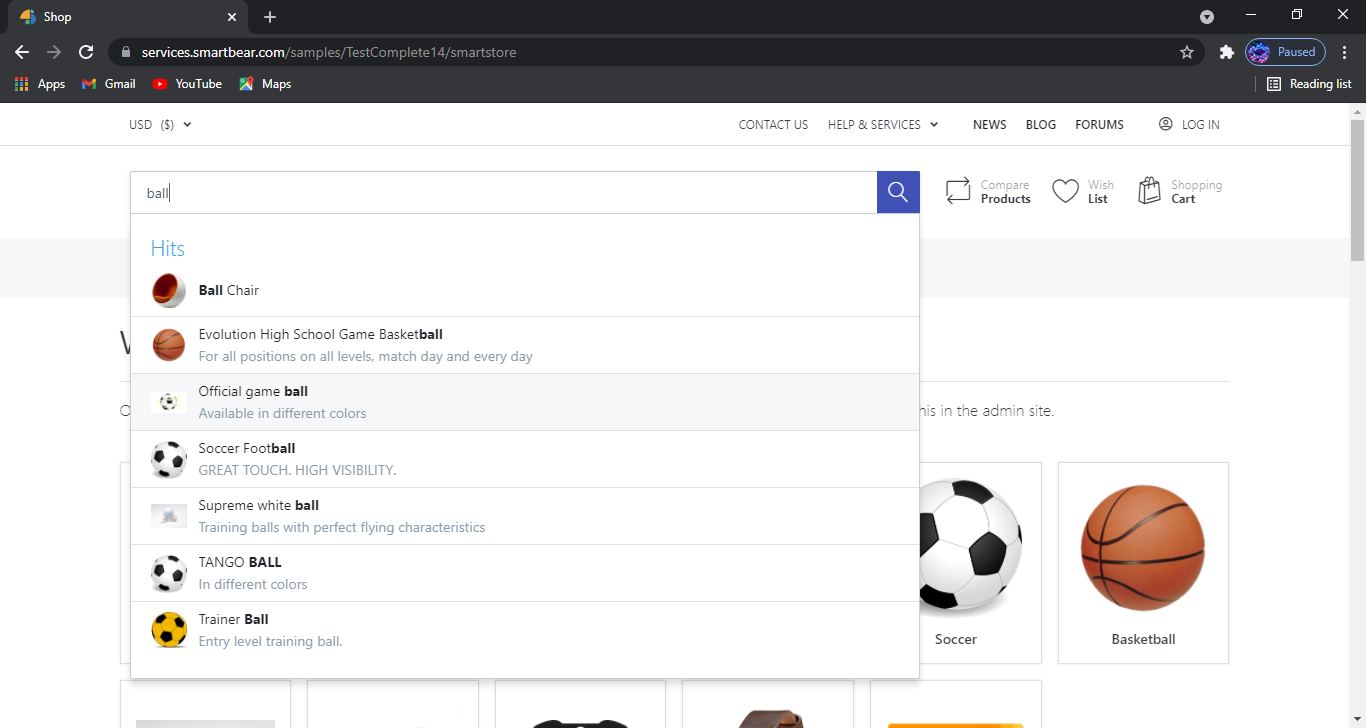 Shop
services.smartbear.com/samples/TestComplete14/smartstore
Paused
Apps Gmail YouTube Maps Reading list
USD ($) CONTACT US HELP & SERVICES NEWS BLOG FORUMS LOG IN
ball
Compare
Products
Wish
List
Shopping
Cart
Hits
Ball Chair
Evolution High School Game Basketball
For all positions on all levels, match day and every day
Official game ball
Available in different colors
his in the admin site.
Soccer Football
GREAT TOUCH. HIGH VISIBILITY.
Supreme white ball
Training balls with perfect flying characteristics
TANGO BALL
In different colors
Trainer Ball
Entry level training ball.
Soccer
Basketball